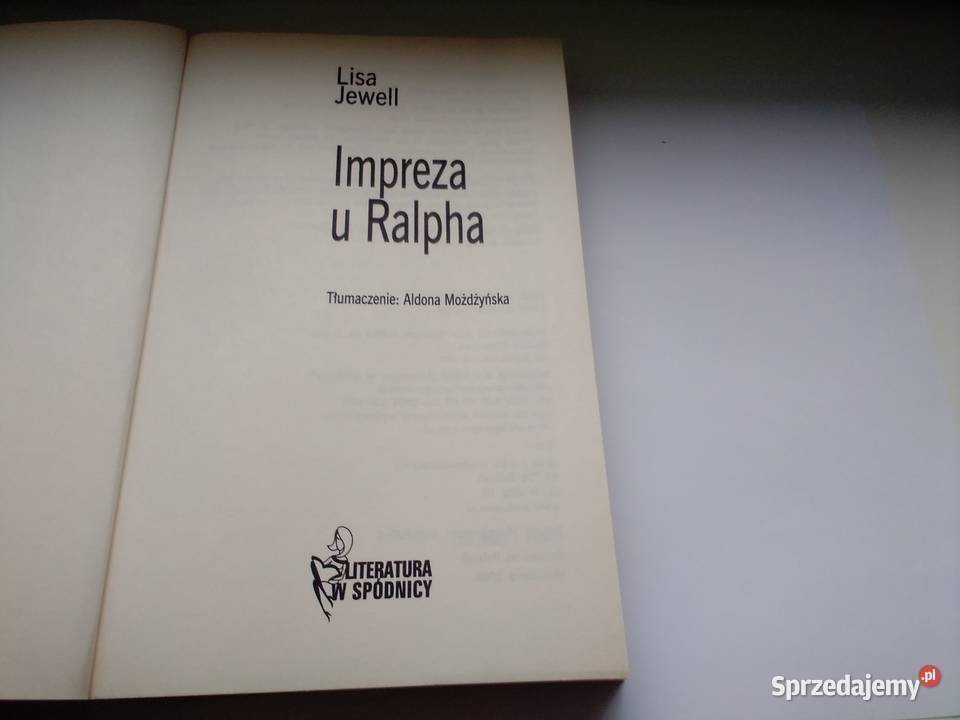 Lisa
Jewell
Impreza
u Ralpha
Tłumaczenie: Aldona Możdżyńska
LITERATURA
W SPÓDNICY
Sprzedajemy.pl